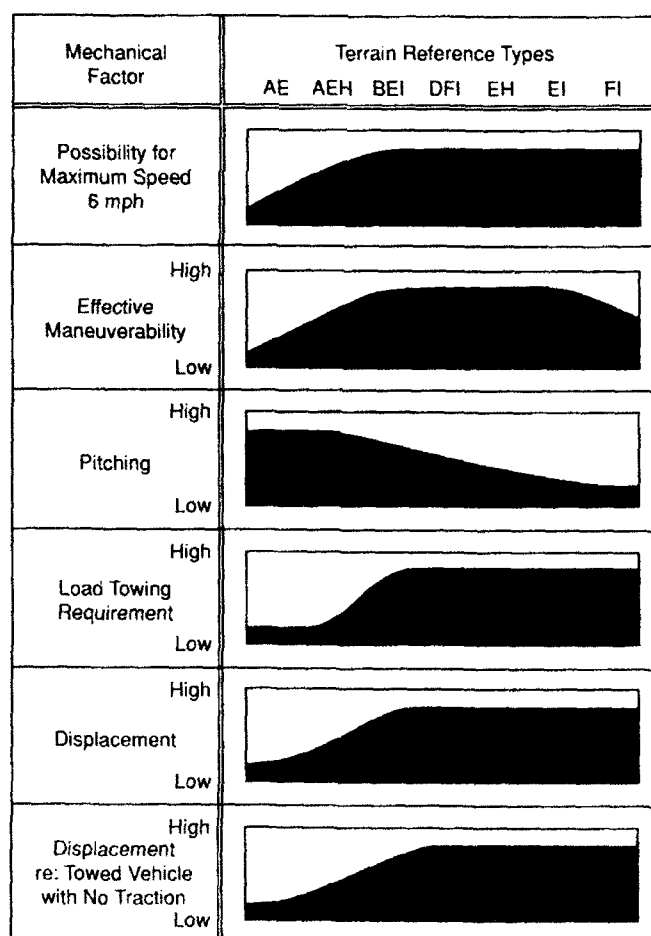 Mechanical
Factor
Terrain Reference Types
AE AEH BEI DFI EH EI FI
Possibility for
Maximum Speed
6 mph
High
Effective
Maneuverability
Low
High
Pitching
Low
High
Load Towing
Requirement
Low
High
Displacement
Low
High
Displacement
re: Towed Vehicle
with No Traction
Low